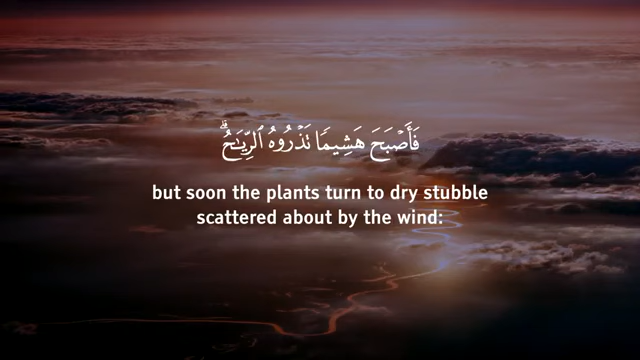 فَأَصْبَحَ هَشِيمًا تَذْرُوهُ ٱلرِّيَـٰحُ ۗ
but soon the plants turn to dry stubble
scattered about by the wind: